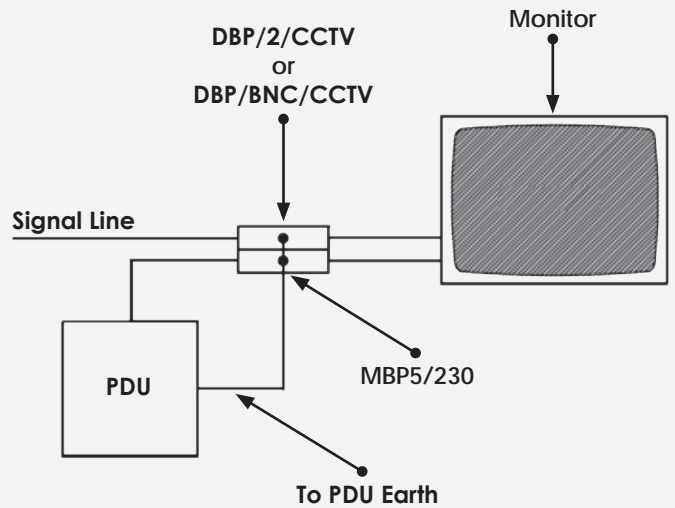 DBP/2/CCTV
or
DBP/BNC/CCTV
Monitor
Signal Line
PDU
MBP5/230
To PDU Earth